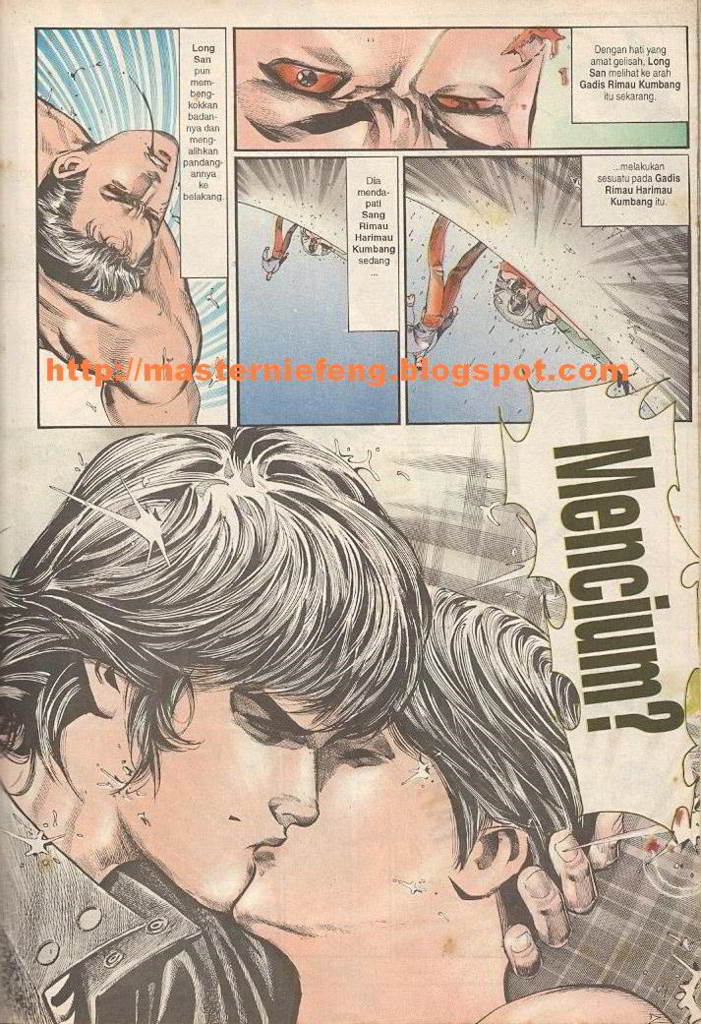 Long
San
pun
mem-
beng-
kokkan
badan-
nya dan
meng-
alihkan
pandang-
annya
ke
belakang.
Dengan hati yang
amat gelisah, Long
San melihat ke arah
Gadis Rimau Kumbang
itu sekarang.
Dia
menda-
pati
Sang
Rimau
Harimau
Kumbang
sedang
...
...melakukan
sesuatu pada Gadis
Rimau Harimau
Kumbang itu.
http://masterniefeng.blogspot.com
Mencium?